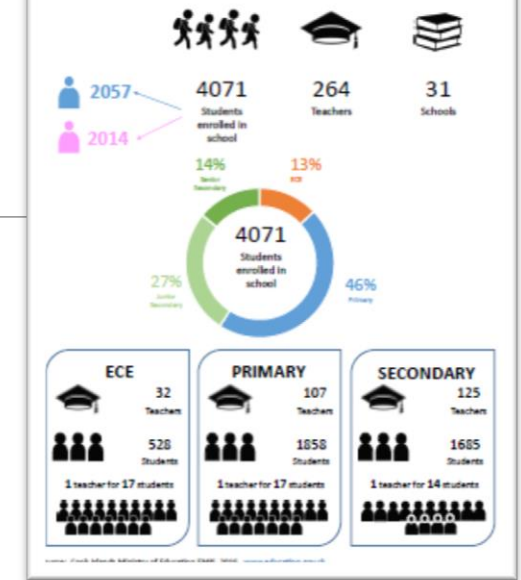 2057
2014
4071
Students
enrolled in
school
264
Teachers
31
Schools
14%
Senior
Secondary
13%
ECE
4071
Students
enrolled in
school
27%
Junior
Secondary
46%
Primary
ECE
32
Teachers
528
Students
1 teacher for 17 students
PRIMARY
107
Teachers
1858
Students
1 teacher for 17 students
SECONDARY
125
Teachers
1685
Students
1 teacher for 14 students